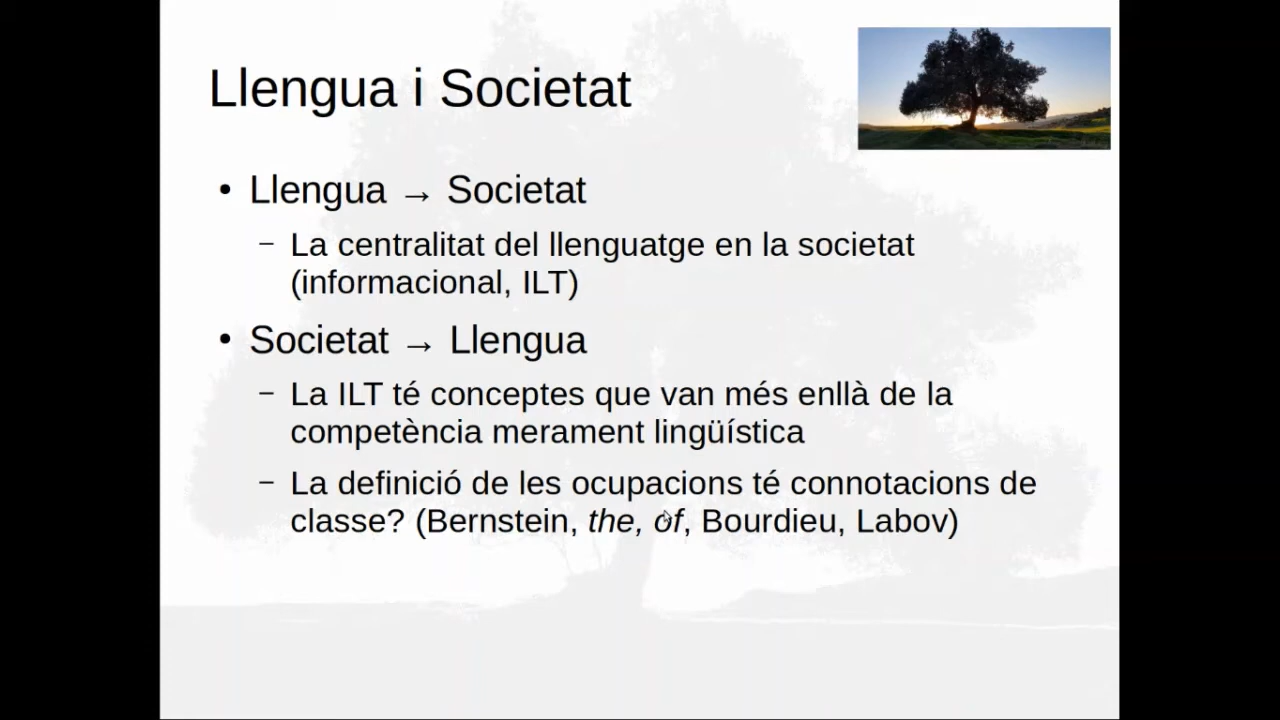 Llengua i Societat
• Llengua → Societat
– La centralitat del llenguatge en la societat
(informacional, ILT)
• Societat → Llengua
– La ILT té conceptes que van més enllà de la
competència merament lingüística
– La definició de les ocupacions té connotacions de
classe? (Bernstein, the, of, Bourdieu, Labov)